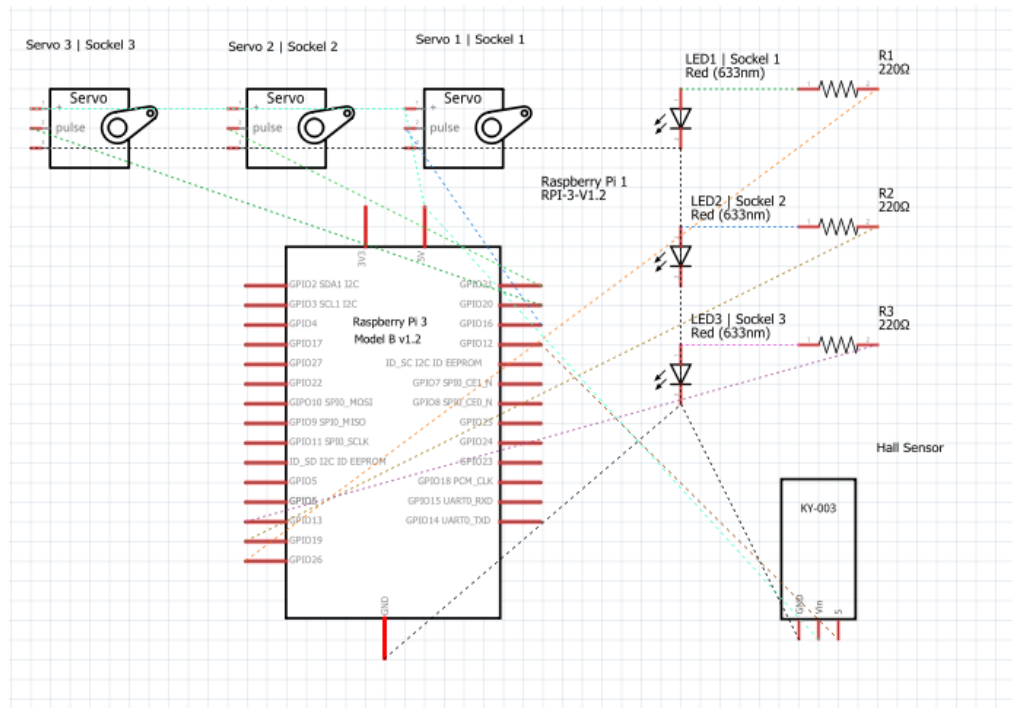 Servo 3 | Sockel 3
Servo 2 | Sockel 2
Servo 1 | Sockel 1
Servo
+
pulse
Servo
+
pulse
Servo
+
pulse
LED1 | Sockel 1
Red (633nm)
R1
220Ω
Raspberry Pi 1
RPI-3-V1.2
LED2 | Sockel 2
Red (633nm)
R2
220Ω
LED3 | Sockel 3
Red (633nm)
R3
220Ω
3V3
5V
Raspberry Pi 3
Model B v1.2
GPIO2 SDA1 I2C
GPIO3 SCL1 I2C
GPIO4
GPIO17
GPIO27
GPIO22
GIPO10 SPI0_MOSI
GPIO9 SPI0_MISO
GPIO11 SPI0_SCLK
ID_SD I2C ID EEPROM
GPIO5
GPIO6
GPIO13
GPIO19
GPIO26
GPIO21
GPIO20
GPIO16
GPIO12
ID_SC I2C ID EEPROM
GPIO7 SPI0_CE1_N
GPIO8 SPI0_CE0_N
GPIO24
GPIO23
GPIO18 PCM_CLK
GPIO15 UART0_RXD
GPIO14 UART0_TXD
GND
Hall Sensor
KY-003
GND
Vin
S